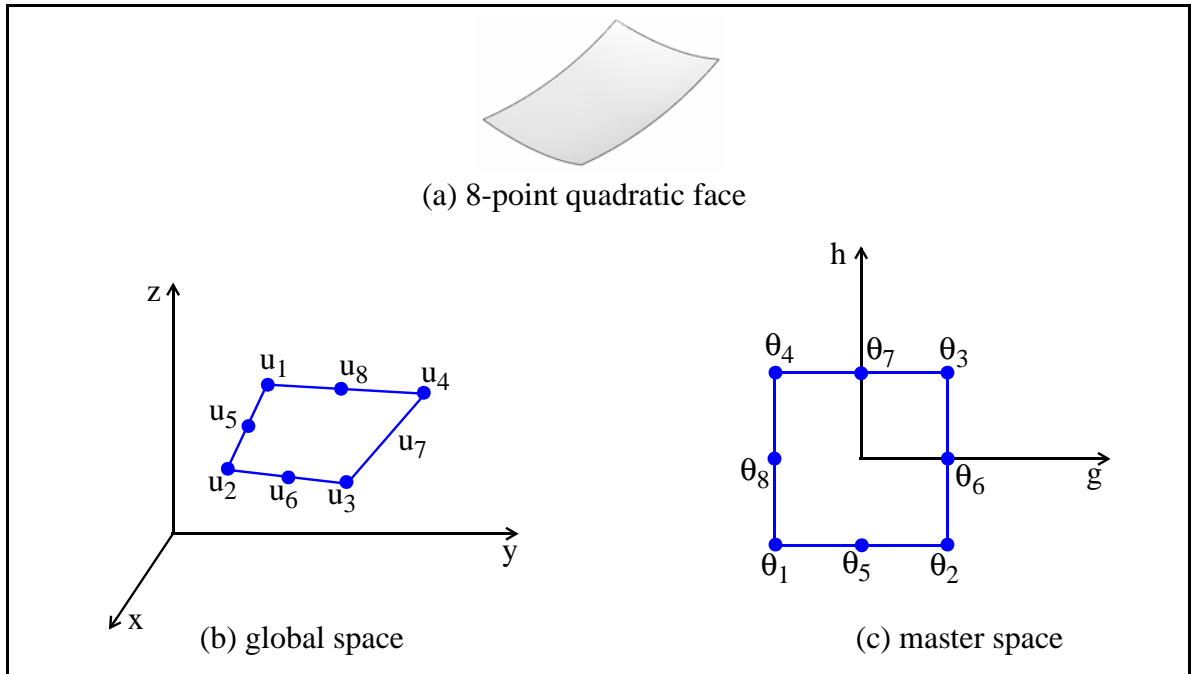 (a) 8-point quadratic face
h
z
θ4 θ7 θ3
u1 u8 u4
u5 u7
θ8 θ6 g
u2 u6 u3
y
θ1 θ5 θ2
x
(b) global space
(c) master space